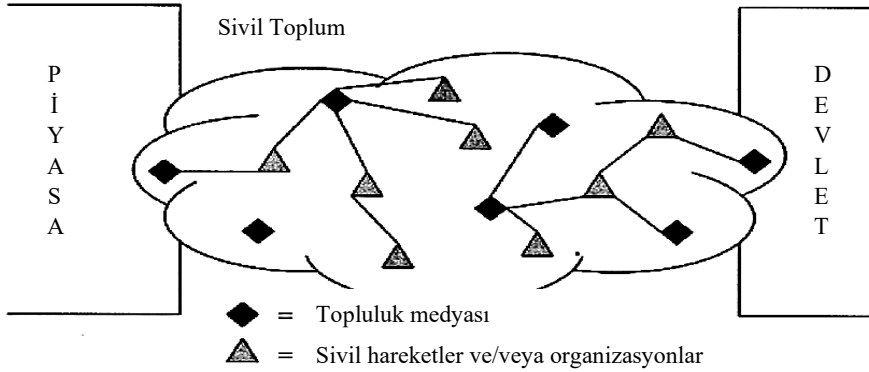 Sivil Toplum
P
İ
Y
A
S
A
D
E
V
L
E
T
= Topluluk medyası
= Sivil hareketler ve/veya organizasyonlar